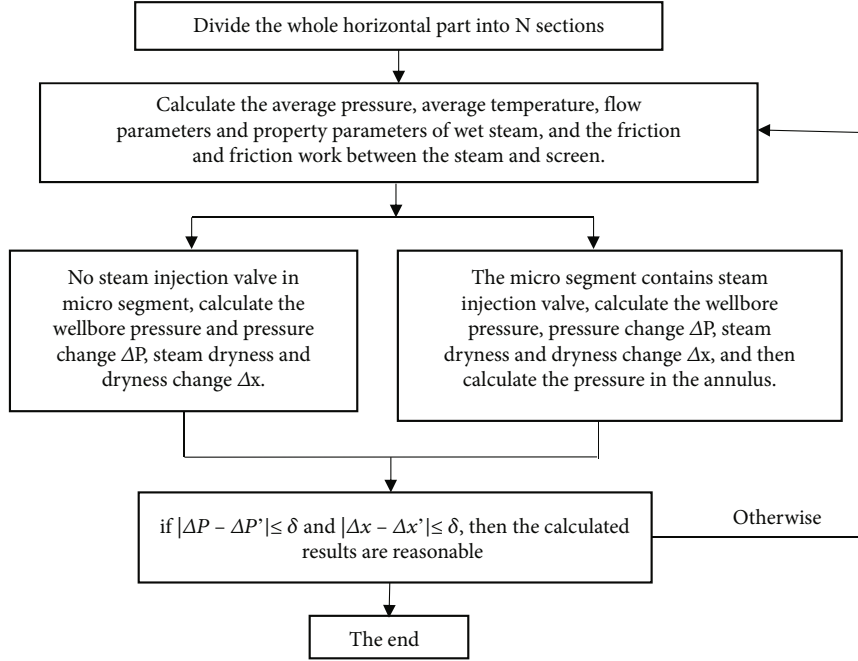 Divide the whole horizontal part into N sections
Calculate the average pressure, average temperature, flow
parameters and property parameters of wet steam, and the friction
and friction work between the steam and screen.
No steam injection valve in
micro segment, calculate the
wellbore pressure and pressure
change ΔP, steam dryness and
dryness change Δx.
The micro segment contains steam
injection valve, calculate the wellbore
pressure, pressure change ΔP, steam
dryness and dryness change Δx, and then
calculate the pressure in the annulus.
if |ΔP – ΔP’| ≤ δ and |Δx – Δx’| ≤ δ, then the calculated
results are reasonable
Otherwise
The end